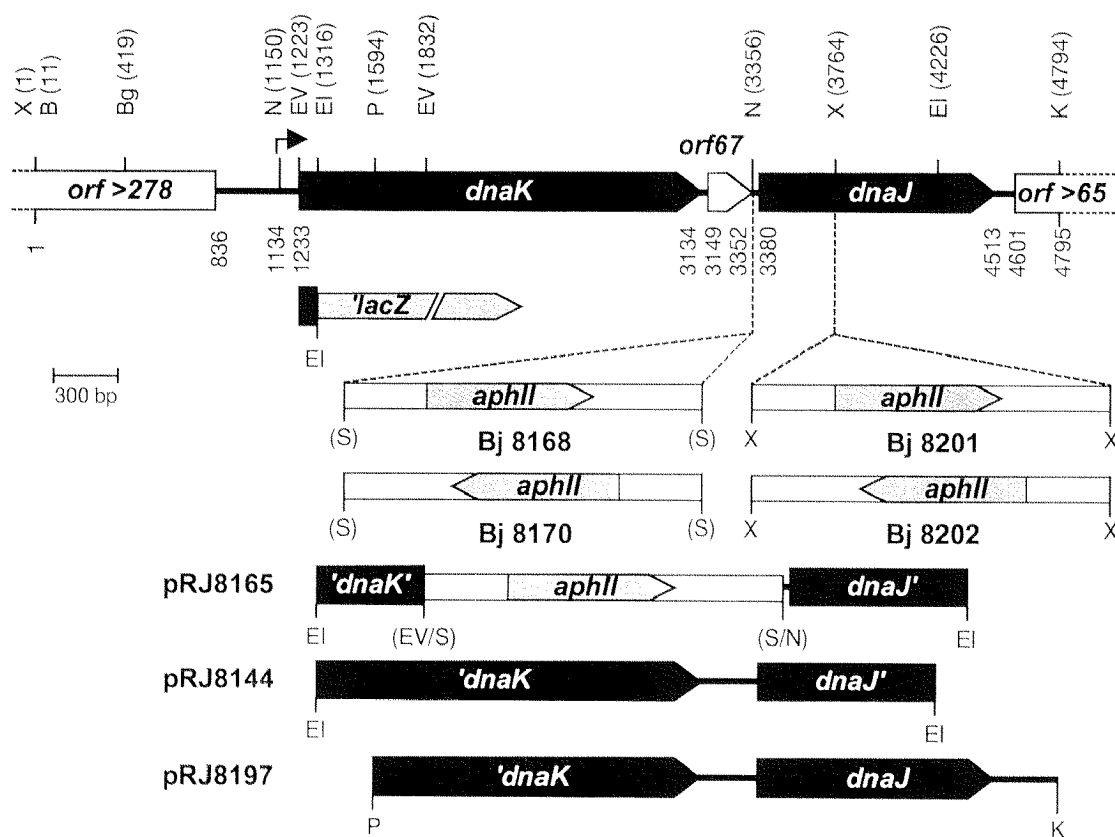 X (1)
B (11)
Bg (419)
N (1150)
EV (1223)
EI (1316)
P (1594)
EV (1832)
N (3356)
X (3764)
EI (4226)
K (4794)
orf67
orf >278
dnaK
dnaJ
orf >65
1
836
1134
1233
3134
3149
3352
3380
4513
4601
4795
'lacZ
EI
300 bp
aphII
aphII
(S)
Bj 8168
(S)
X
Bj 8201
X
aphII
aphII
(S)
Bj 8170
(S)
X
Bj 8202
X
pRJ8165
'dnaK'
aphII
dnaJ'
EI
(EV/S)
(S/N)
EI
pRJ8144
'dnaK
dnaJ'
EI
EI
pRJ8197
'dnaK
dnaJ
P
K